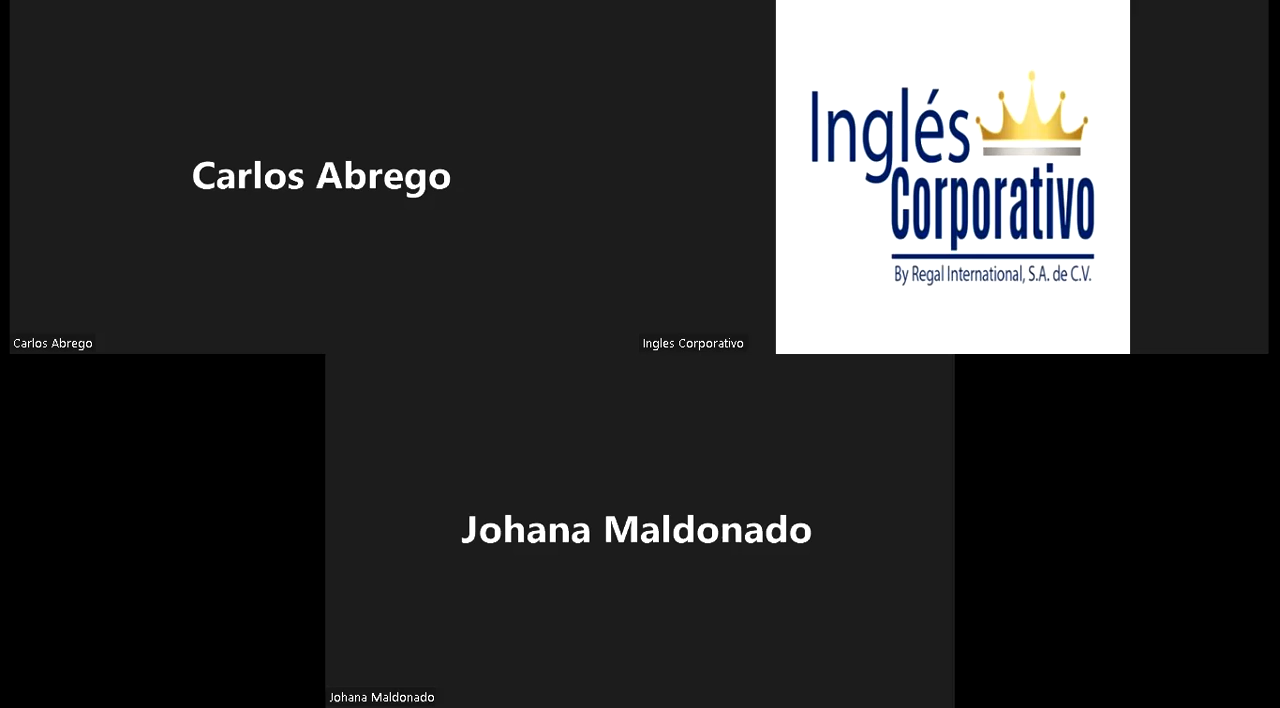 Carlos Abrego
Carlos Abrego
Inglés
Corporativo
By Regal International, S.A. de C.V.
Ingles Corporativo
Johana Maldonado
Johana Maldonado